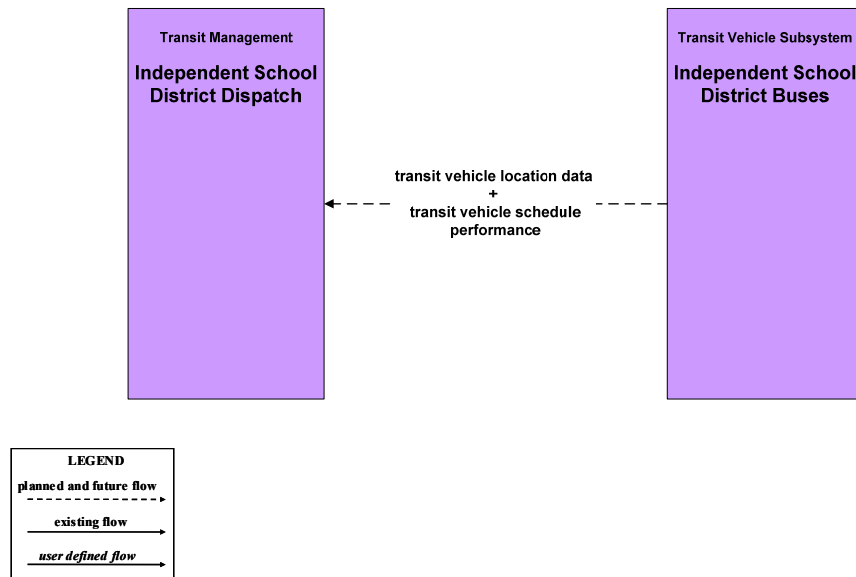 Transit Management
Independent School
District Dispatch
Transit Vehicle Subsystem
Independent School
District Buses
transit vehicle location data
+
transit vehicle schedule
performance
LEGEND
planned and future flow
existing flow
user defined flow